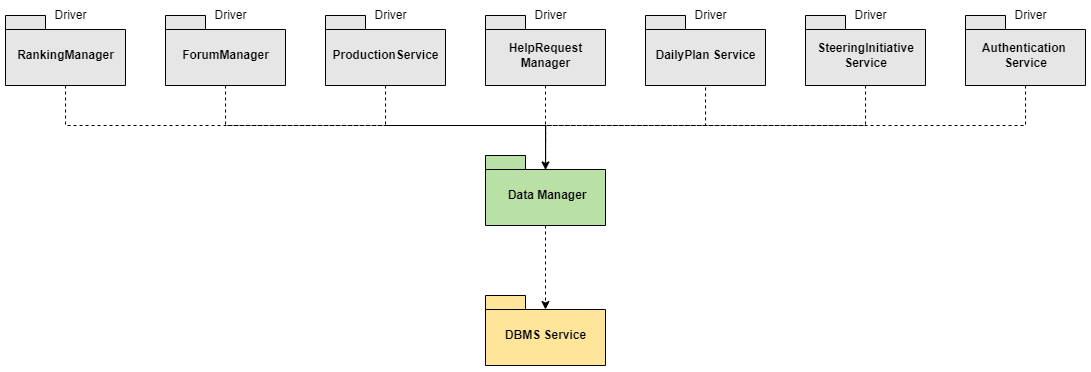 Driver
Driver
Driver
Driver
Driver
Driver
Driver
RankingManager
ForumManager
ProductionService
HelpRequest
Manager
DailyPlan Service
SteeringInitiative
Service
Authentication
Service
Data Manager
DBMS Service